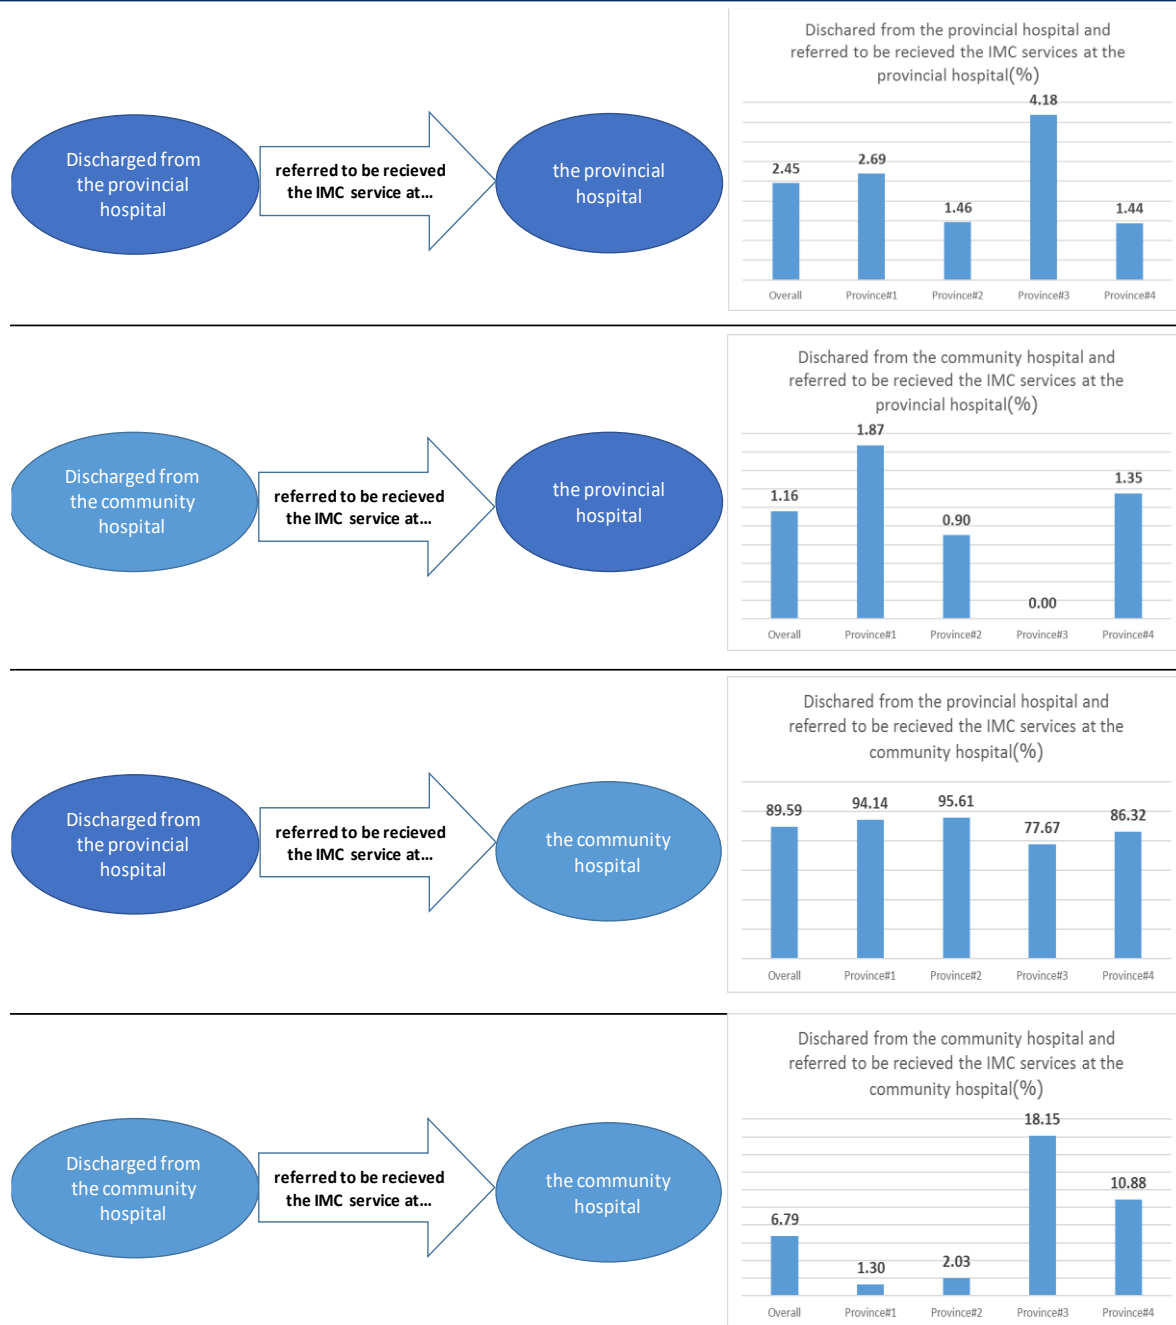 Discharged from
the provincial
hospital
referred to be recieved
the IMC service at...
the provincial
hospital
Dischared from the provincial hospital and
referred to be recieved the IMC services at the
provincial hospital(%)
2.45
2.69
1.46
4.18
1.44
Overall
Province#1
Province#2
Province#3
Province#4
Discharged from
the community
hospital
referred to be recieved
the IMC service at...
the provincial
hospital
Dischared from the community hospital and
referred to be recieved the IMC services at the
provincial hospital(%)
1.16
1.87
0.90
0.00
1.35
Overall
Province#1
Province#2
Province#3
Province#4
Discharged from
the provincial
hospital
referred to be recieved
the IMC service at...
the community
hospital
Dischared from the provincial hospital and
referred to be recieved the IMC services at the
community hospital(%)
89.59
94.14
95.61
77.67
86.32
Overall
Province#1
Province#2
Province#3
Province#4
Discharged from
the community
hospital
referred to be recieved
the IMC service at...
the community
hospital
Dischared from the community hospital and
referred to be recieved the IMC services at the
community hospital(%)
6.79
1.30
2.03
18.15
10.88
Overall
Province#1
Province#2
Province#3
Province#4